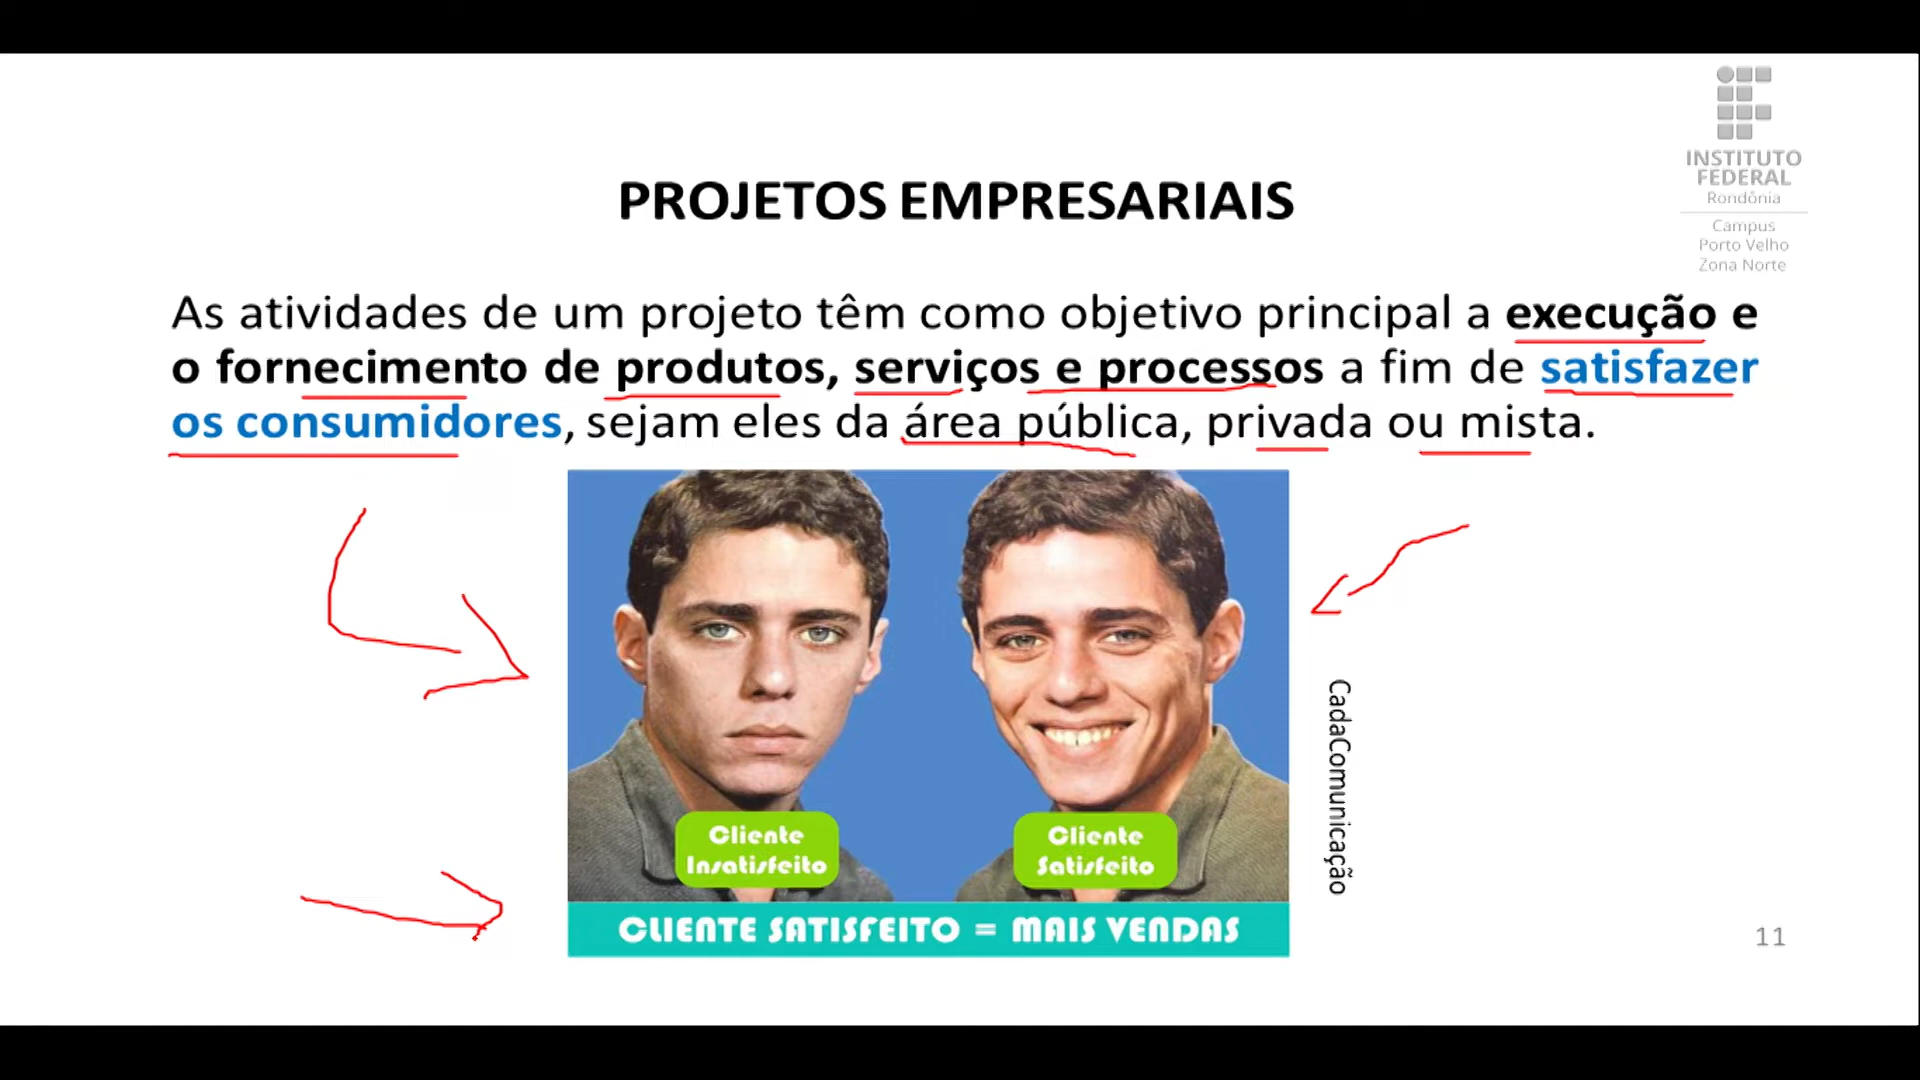 INSTITUTO
FEDERAL
Rondônia
Campus
Porto Velho
Zona Norte
PROJETOS EMPRESARIAIS
As atividades de um projeto têm como objetivo principal a execução e
o fornecimento de produtos, serviços e processos a fim de satisfazer
os consumidores, sejam eles da área pública, privada ou mista.
Cliente
Insatisfeito
Cliente
Satisfeito
CLIENTE SATISFEITO = MAIS VENDAS
CadaComunicação
11